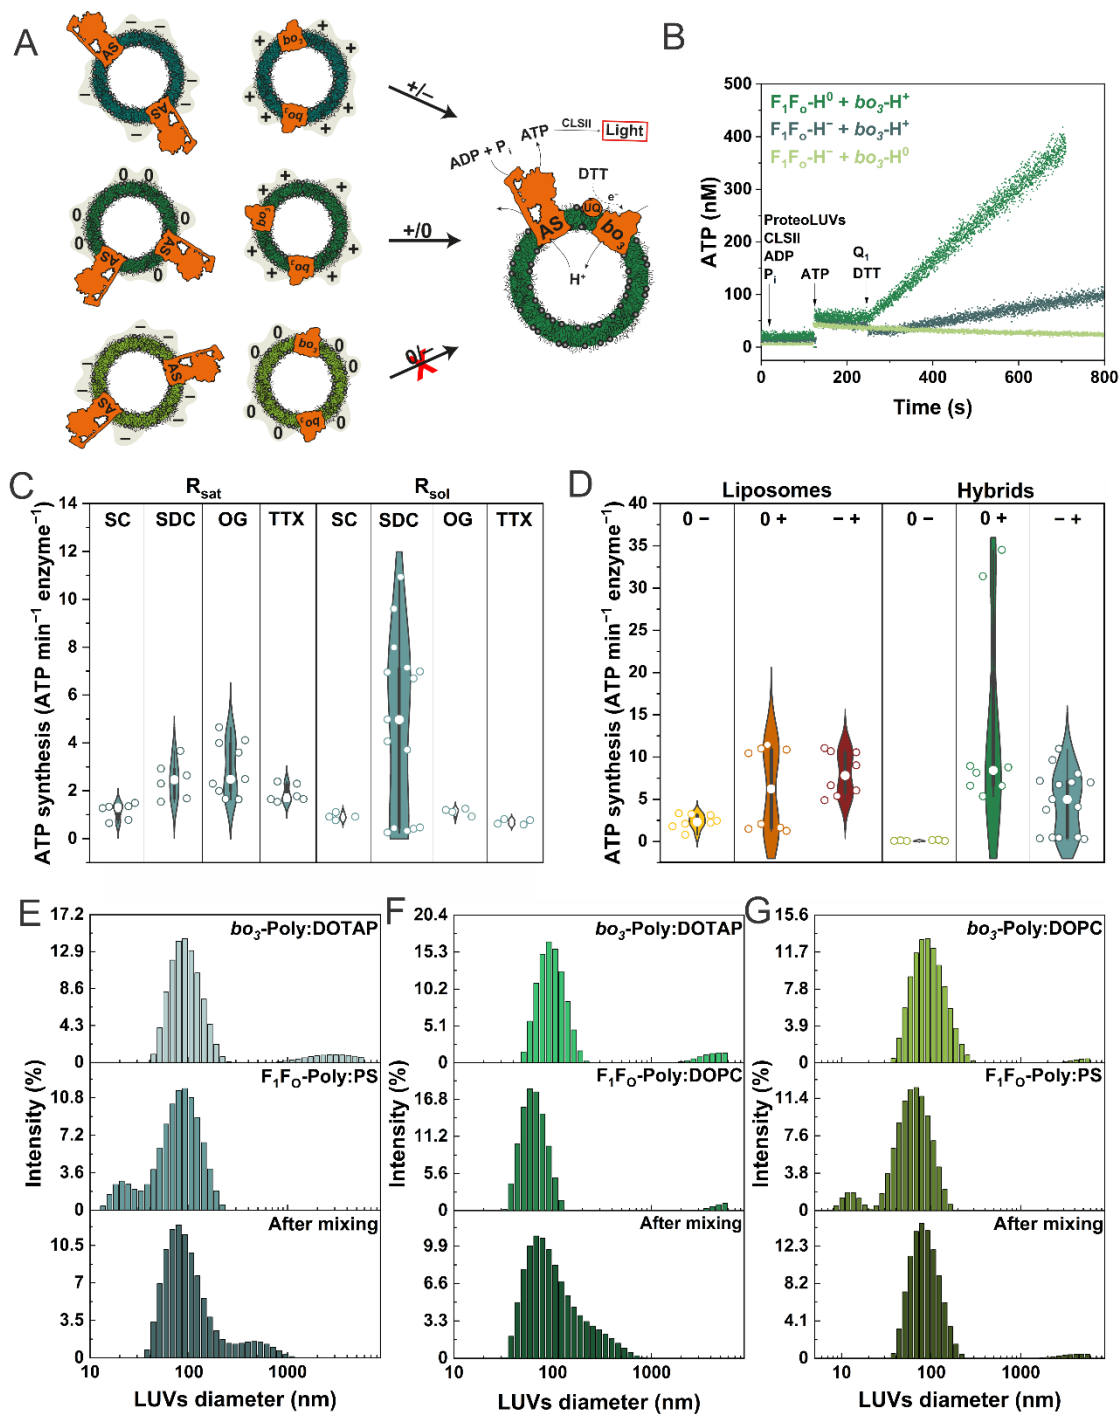 A
AS
AS
bo₃
bo₃
+/−
AS
AS
bo₃
bo₃
+/0
AS
AS
bo₃
bo₃
0/−
ADP + Pᵢ
ATP
CLSII
Light
DTT
e⁻
UQ
AS
bo₃
H⁺
B
ATP (nM)
500
400
300
200
100
0
F₁Fₒ-H⁰ + bo₃-H⁺
F₁Fₒ-H⁻ + bo₃-H⁺
F₁Fₒ-H⁻ + bo₃-H⁰
ProteoLUVs
CLSII
ADP
Pᵢ
ATP
Q₁
DTT
0 200 400 600 800
Time (s)
C
R_sat R_sol
SC SDC OG TTX SC SDC OG TTX
ATP synthesis (ATP min⁻¹ enzyme⁻¹)
14
12
10
8
6
4
2
0
D
Liposomes Hybrids
0 − 0 + − + 0 − 0 + − +
ATP synthesis (ATP min⁻¹ enzyme⁻¹)
40
35
30
25
20
15
10
5
0
E
bo₃-Poly:DOTAP
17.2
12.9
8.6
4.3
0
F₁F₀-Poly:PS
10.8
7.2
3.6
0
After mixing
10.5
7
3.5
0
Intensity (%)
10 100 1000
LUVs diameter (nm)
F
bo₃-Poly:DOTAP
20.4
15.3
10.2
5.1
0
F₁F₀-Poly:DOPC
16.8
11.2
5.6
0
After mixing
9.9
6.6
3.3
0
Intensity (%)
10 100 1000
LUVs diameter (nm)
G
bo₃-Poly:DOPC
15.6
11.7
7.8
3.9
0
F₁F₀-Poly:PS
11.4
7.6
3.8
0
After mixing
12.3
8.2
4.1
0
Intensity (%)
10 100 1000
LUVs diameter (nm)